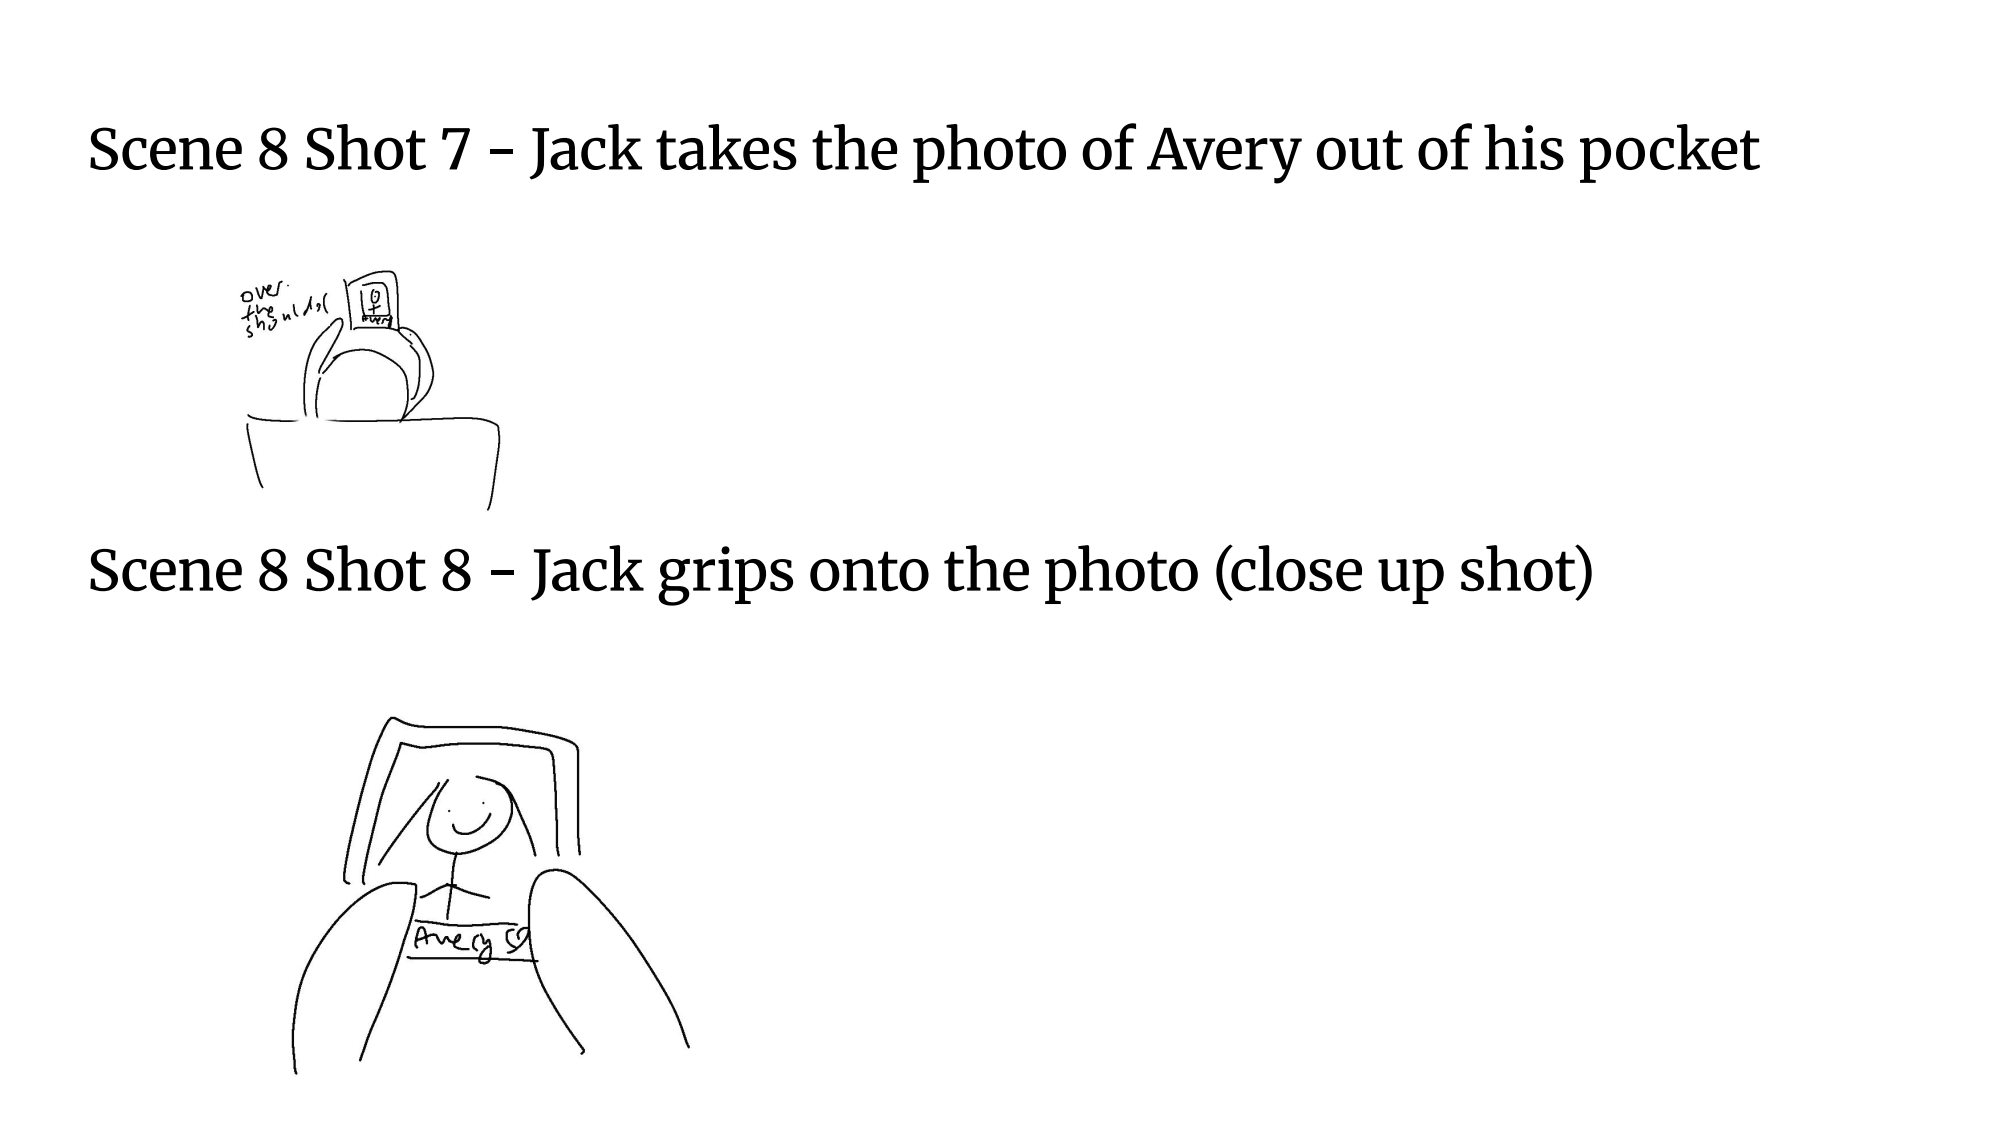 Scene 8 Shot 7 - Jack takes the photo of Avery out of his pocket
over
the
shoulder
Avery
Scene 8 Shot 8 - Jack grips onto the photo (close up shot)
Avery ♡